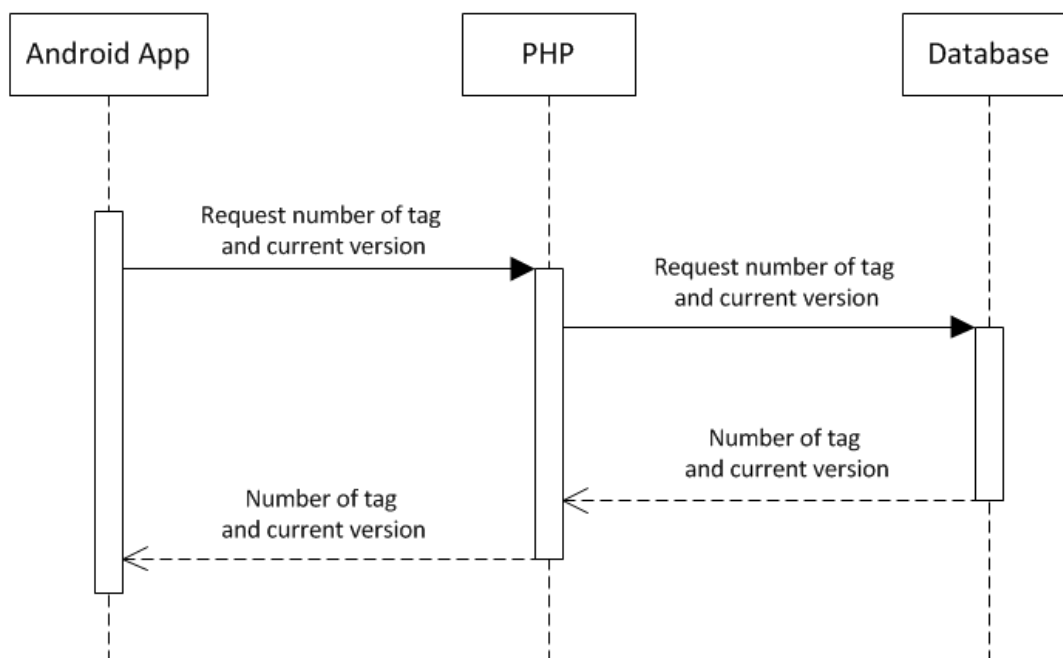 Android App
PHP
Database
Request number of tag
and current version
Request number of tag
and current version
Number of tag
and current version
Number of tag
and current version